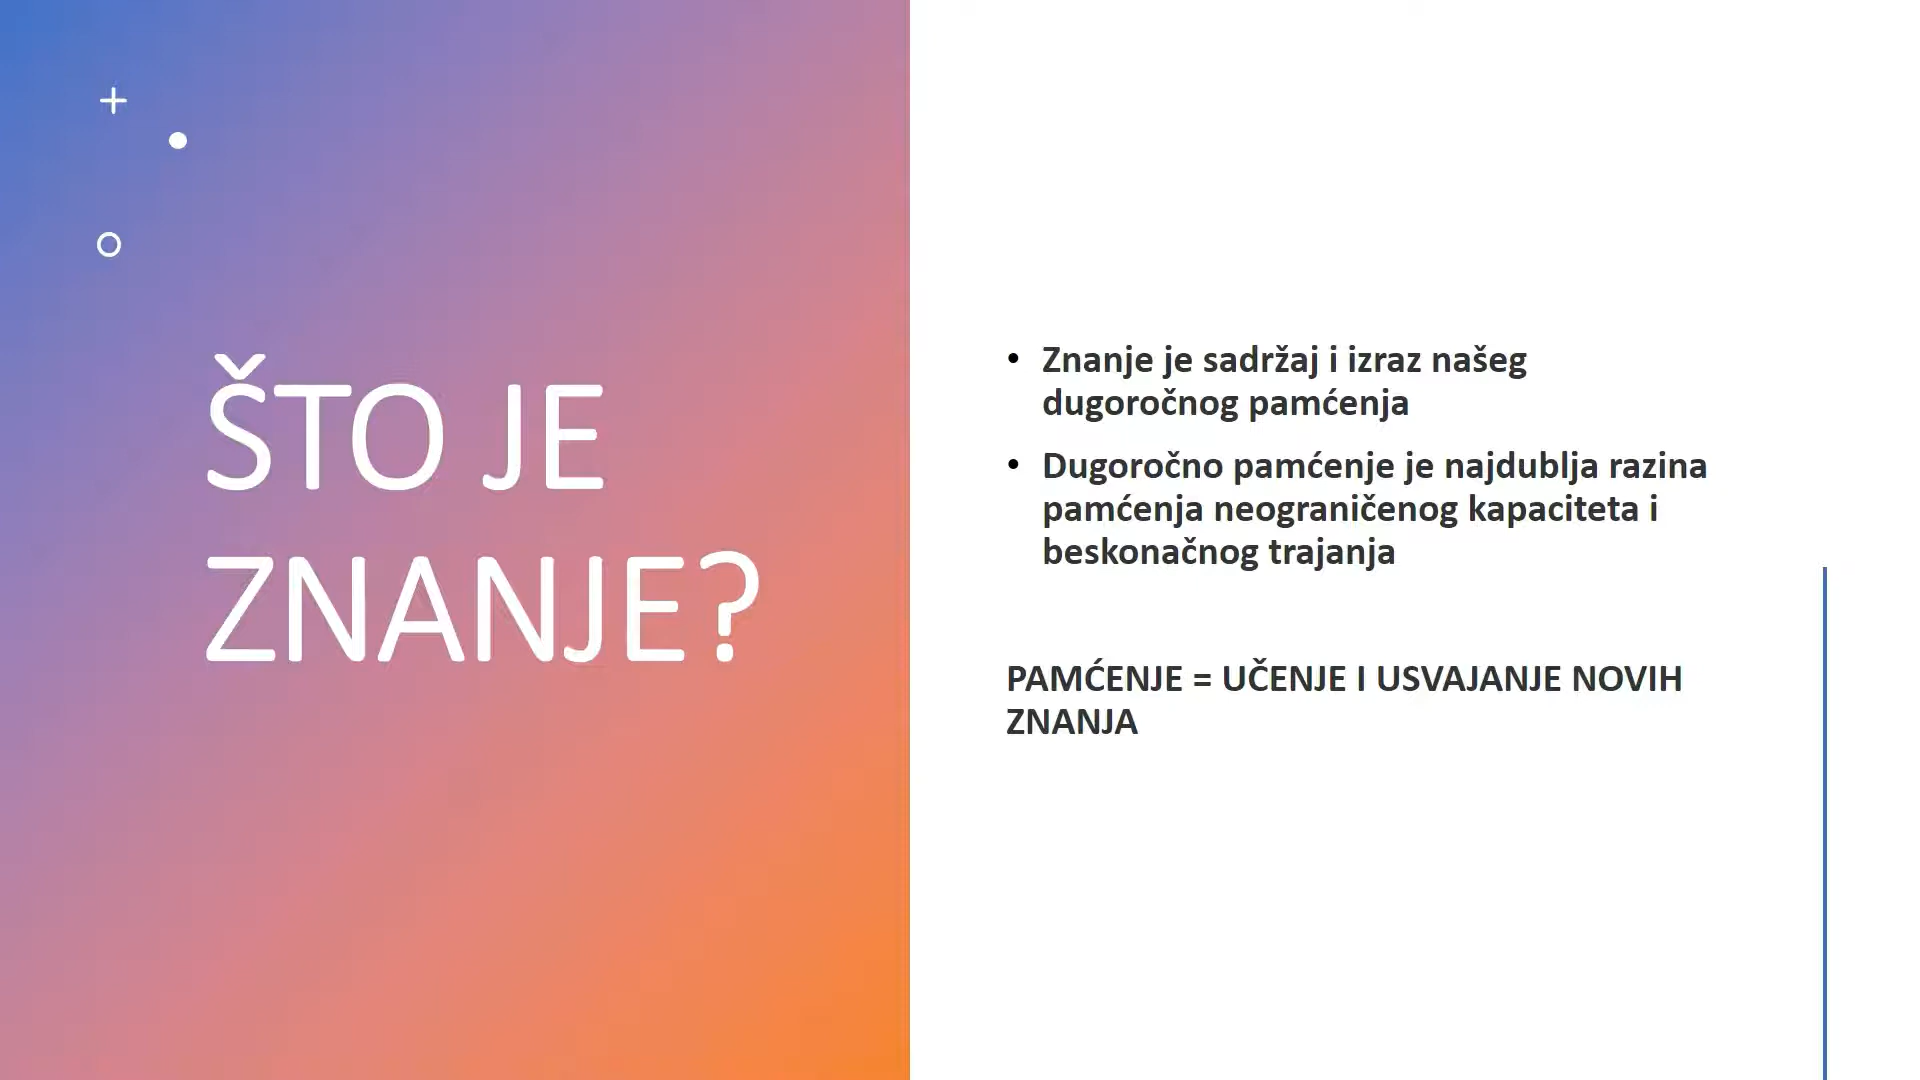 ŠTO JE
ZNANJE?
• Znanje je sadržaj i izraz našeg
dugoročnog pamćenja
• Dugoročno pamćenje je najdublja razina
pamćenja neograničenog kapaciteta i
beskonačnog trajanja
PAMĆENJE = UČENJE I USVAJANJE NOVIH
ZNANJA